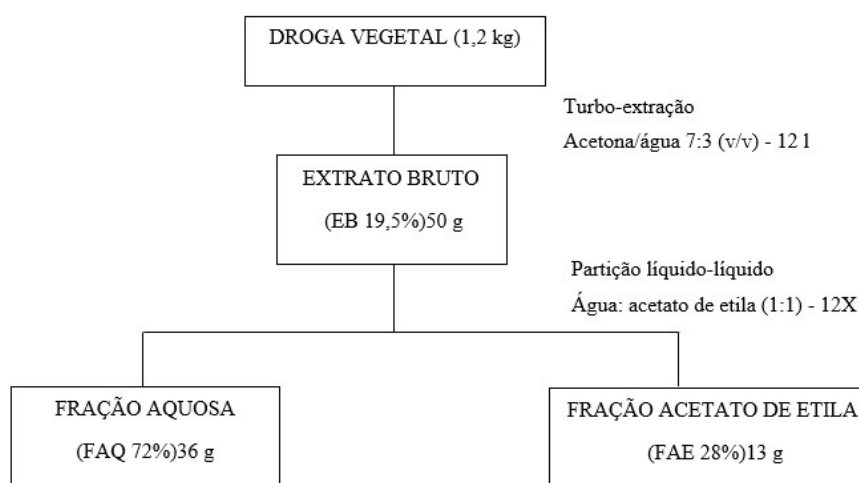 DROGA VEGETAL (1,2 kg)
Turbo-extração
Acetona/água 7:3 (v/v) - 12 l
EXTRATO BRUTO
(EB 19,5%)50 g
Partição líquido-líquido
Água: acetato de etila (1:1) - 12X
FRAÇÃO AQUOSA
(FAQ 72%)36 g
FRAÇÃO ACETATO DE ETILA
(FAE 28%)13 g